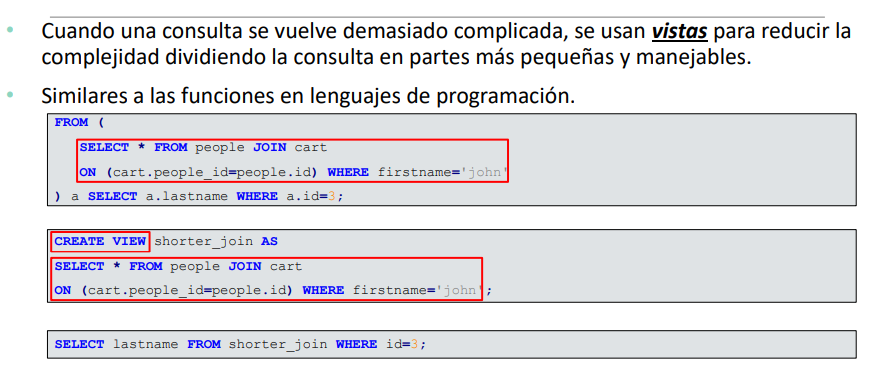 • Cuando una consulta se vuelve demasiado complicada, se usan vistas para reducir la
complejidad dividiendo la consulta en partes más pequeñas y manejables.
• Similares a las funciones en lenguajes de programación.
FROM (
SELECT * FROM people JOIN cart
ON (cart.people_id=people.id) WHERE firstname='john'
) a SELECT a.lastname WHERE a.id=3;
CREATE VIEW shorter_join AS
SELECT * FROM people JOIN cart
ON (cart.people_id=people.id) WHERE firstname='john';
SELECT lastname FROM shorter_join WHERE id=3;